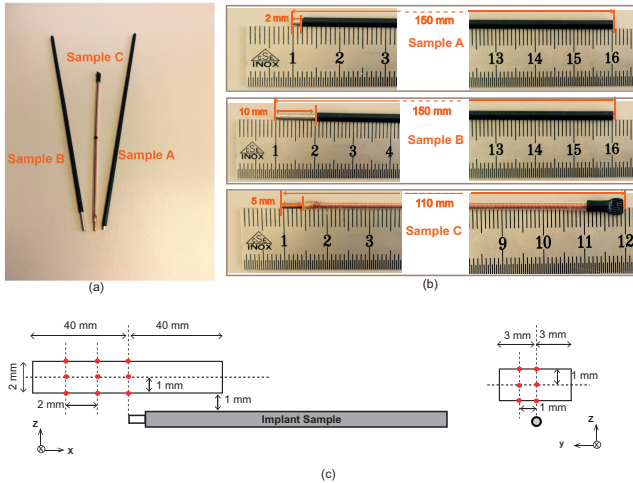 Sample C
Sample B
Sample A
(a)
2 mm
150 mm
Sample A
ESE
INOX
1 2 3 13 14 15 16
10 mm
150 mm
Sample B
ESE
INOX
1 2 3 4 13 14 15 16
5 mm
110 mm
Sample C
ESE
INOX
1 2 3 9 10 11 12
(b)
40 mm
40 mm
2 mm
1 mm
2 mm
1 mm
Implant Sample
z
x
3 mm
3 mm
1 mm
1 mm
z
y
(c)